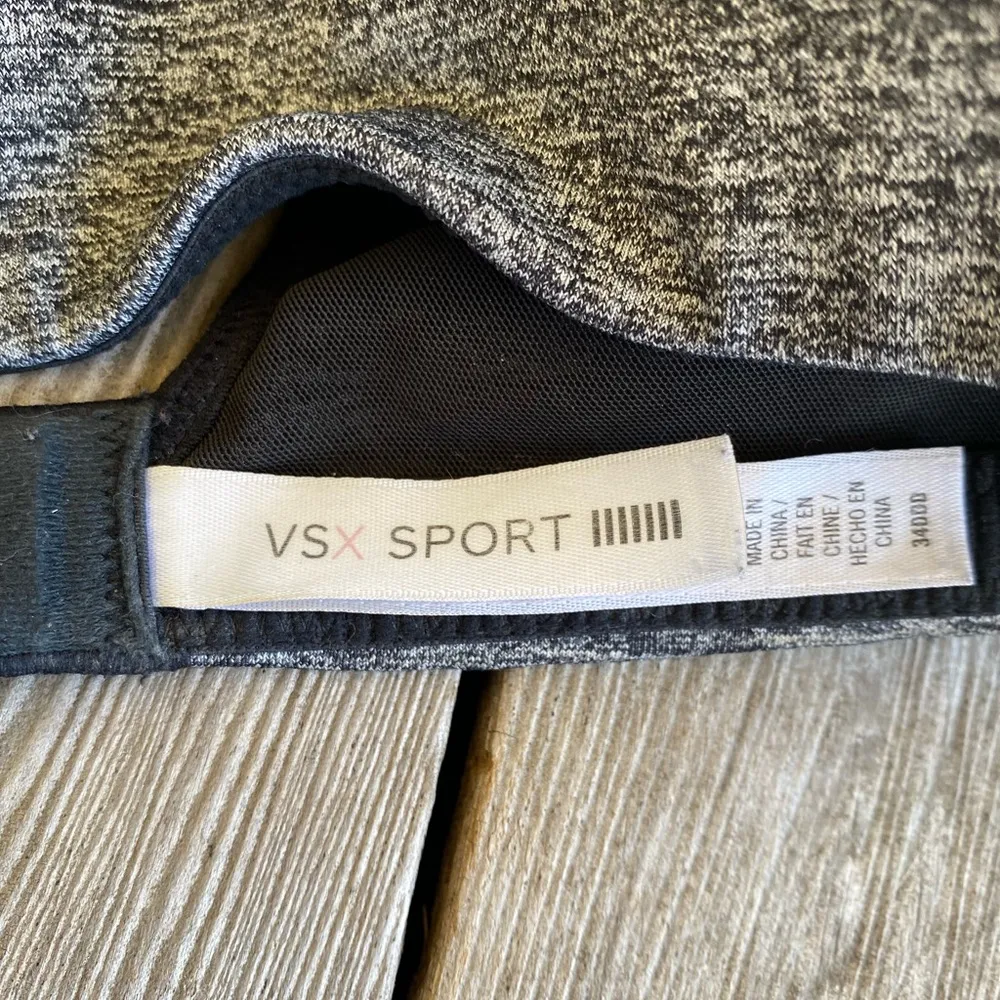 VSX SPORT
MADE IN
CHINA /
FAIT EN
CHINE /
HECHO EN
CHINA
34DDD